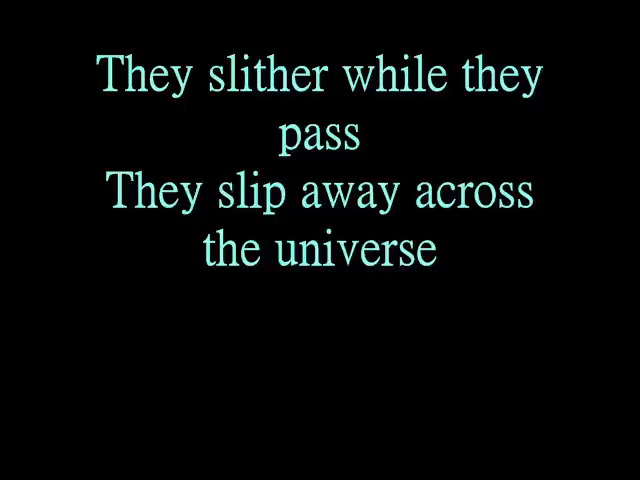 They slither while they
pass
They slip away across
the universe